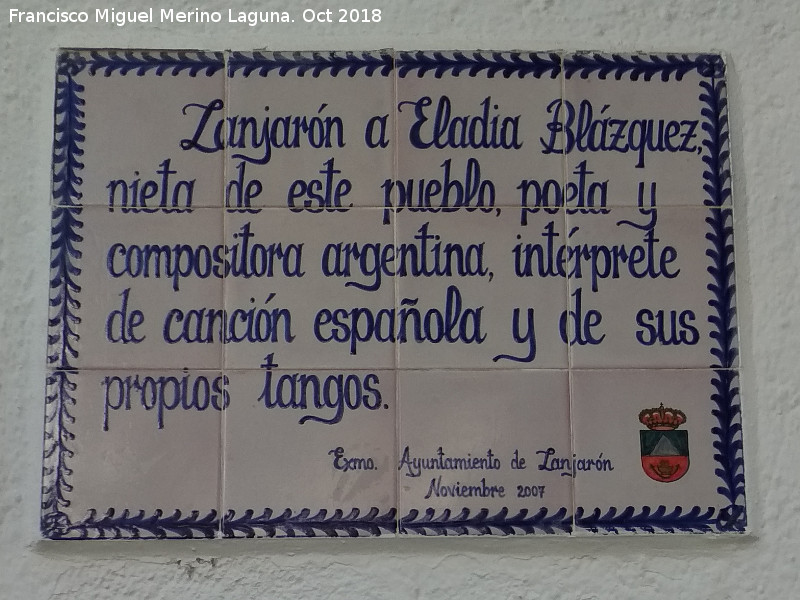 Francisco Miguel Merino Laguna. Oct 2018
Lanjarón a Eladia Blázquez,
nieta de este pueblo, poeta y
compositora argentina, intérprete
de canción española y de sus
propios tangos.
Exmo. Ayuntamiento de Lanjarón
Noviembre 2007